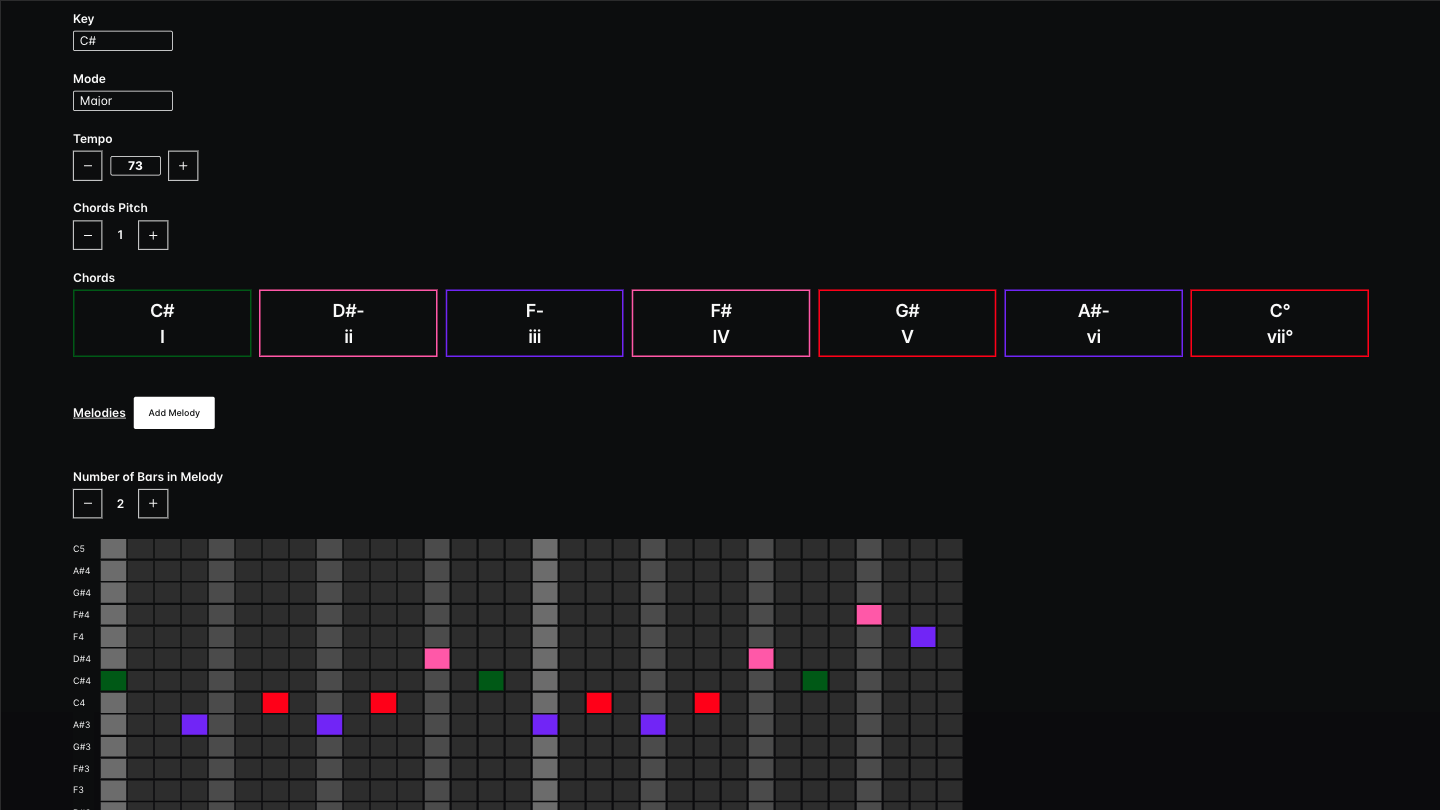 Key
C#
Mode
Major
Tempo
− 73 +
Chords Pitch
− 1 +
Chords
C# D#- F- F# G# A#- C°
I ii iii IV V vi vii°
Melodies Add Melody
Number of Bars in Melody
− 2 +
C5
A#4
G#4
F#4
F4
D#4
C#4
C4
A#3
G#3
F#3
F3